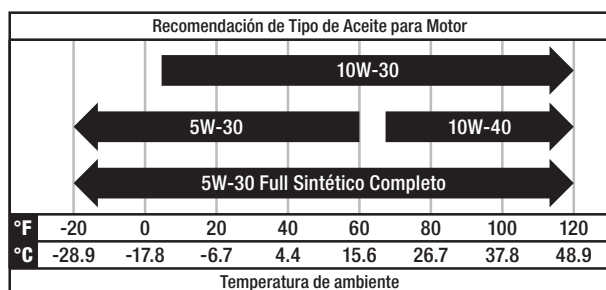 Recomendación de Tipo de Aceite para Motor
10W-30
5W-30 10W-40
5W-30 Full Sintético Completo
°F -20 0 20 40 60 80 100 120
°C -28.9 -17.8 -6.7 4.4 15.6 26.7 37.8 48.9
Temperatura de ambiente